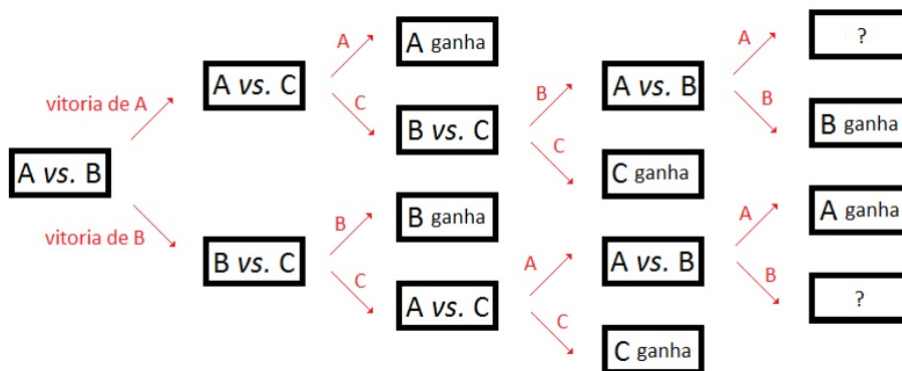 A
A ganha
A
?
vitoria de A
A vs. C
B
A vs. B
C
B
B vs. C
C
B ganha
A vs. B
C ganha
vitoria de B
B
B ganha
A
A ganha
B vs. C
A
A vs. B
C
B
A vs. C
C
?
C ganha